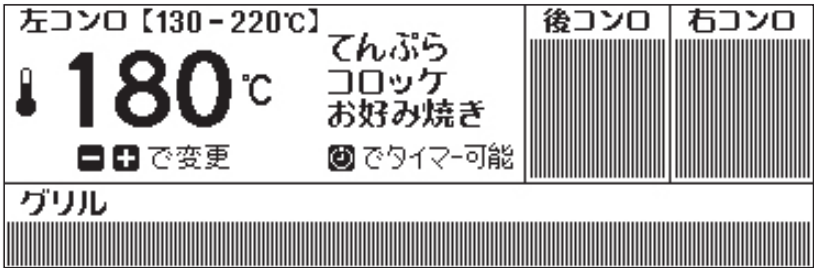 左コンロ【130-220℃】
180℃
てんぷら
コロッケ
お好み焼き
➖➕で変更
でタイマー可能
後コンロ
右コンロ
グリル